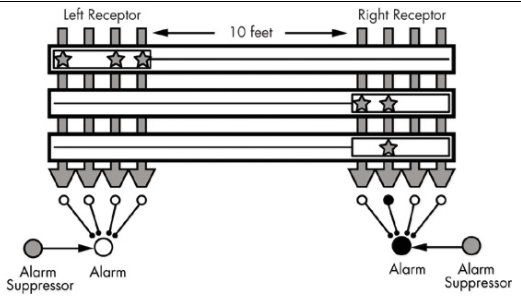 Left Receptor
10 feet
Right Receptor
Alarm
Suppressor
Alarm
Alarm
Alarm
Suppressor